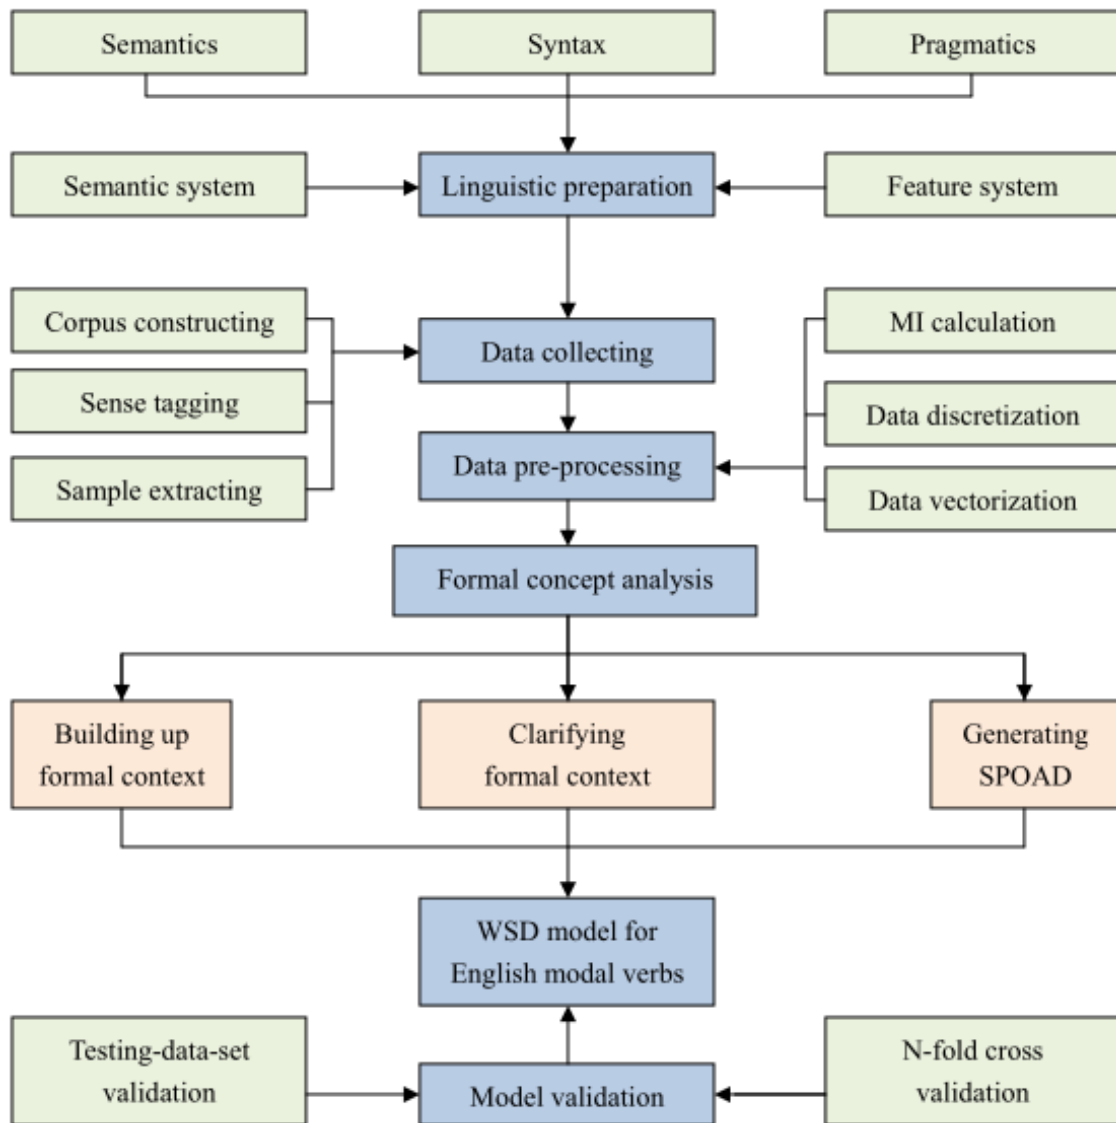 Semantics
Syntax
Pragmatics
Semantic system
Linguistic preparation
Feature system
Corpus constructing
Data collecting
MI calculation
Sense tagging
Data discretization
Sample extracting
Data pre-processing
Data vectorization
Formal concept analysis
Building up
formal context
Clarifying
formal context
Generating
SPOAD
WSD model for
English modal verbs
Testing-data-set
validation
Model validation
N-fold cross
validation